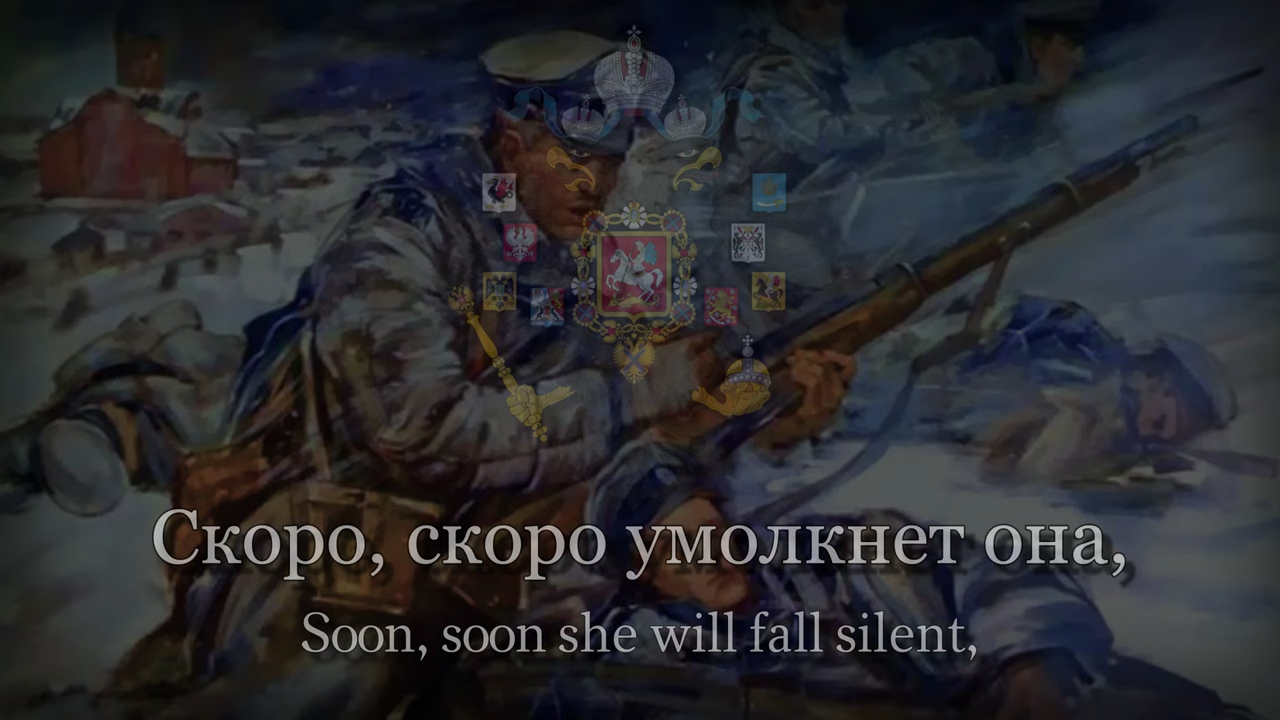 Скоро, скоро умолкнет она,
Soon, soon she will fall silent,